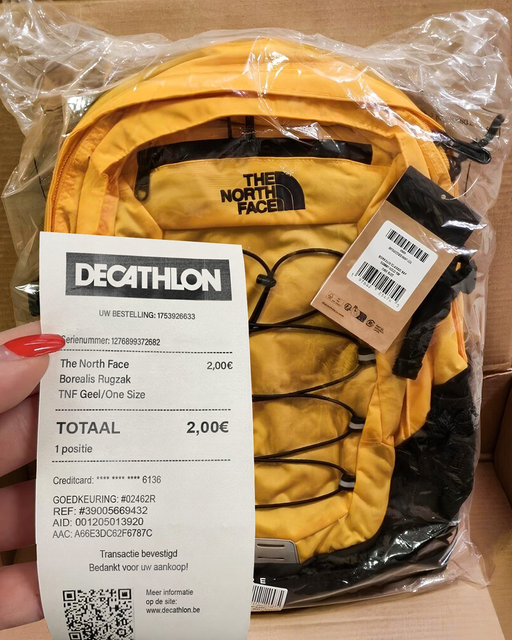 THE
NORTH
FACE
DECATHLON
UW BESTELLING: 1753926633
Serienummer: 1276899372682
The North Face 2,00€
Borealis Rugzak
TNF Geel/One Size
TOTAAL 2,00€
1 positie
Creditcard: **** **** **** 6136
GOEDKEURING: #02462R
REF: #39005669432
AID: 001205013920
AAC: A66E3DC62F6787C
Transactie bevestigd
Bedankt voor uw aankoop!
Meer informatie
op de site:
www.decathlon.be